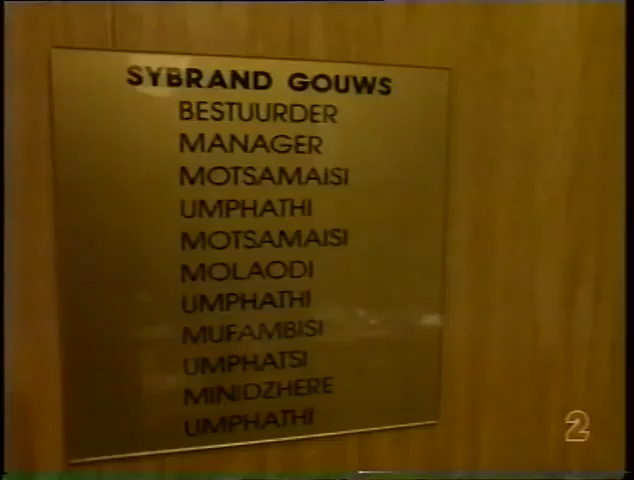 SYBRAND GOUWS
BESTUURDER
MANAGER
MOTSAMAISI
UMPHATHI
MOTSAMAISI
MOLAODI
UMPHATHI
MUFAMBISI
UMPHATSI
MINIDZHERE
UMPHATHI
2